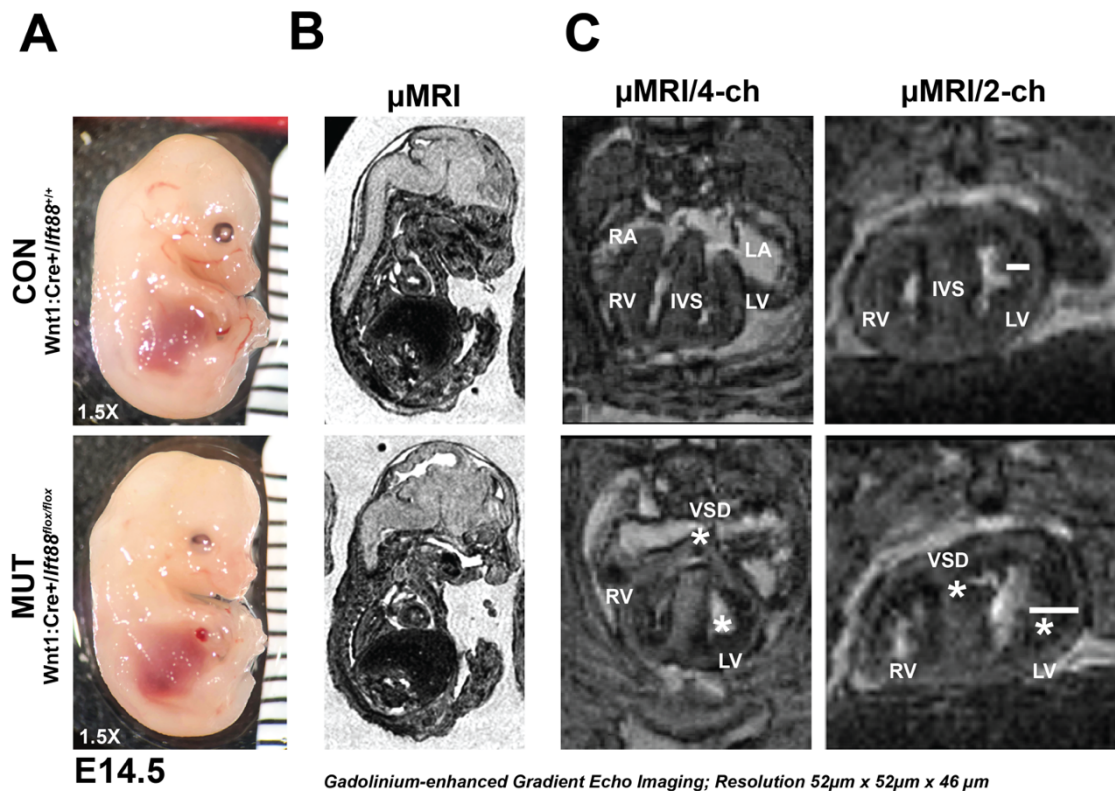 A
B
C
µMRI
µMRI/4-ch
µMRI/2-ch
CON
Wnt1:Cre+/Ift88+/+
1.5X
RA
LA
RV
IVS
LV
IVS
RV
LV
MUT
Wnt1:Cre+/Ift88flox/flox
1.5X
VSD
*
RV
*
LV
VSD
*
*
RV
LV
E14.5
Gadolinium-enhanced Gradient Echo Imaging; Resolution 52µm x 52µm x 46 µm